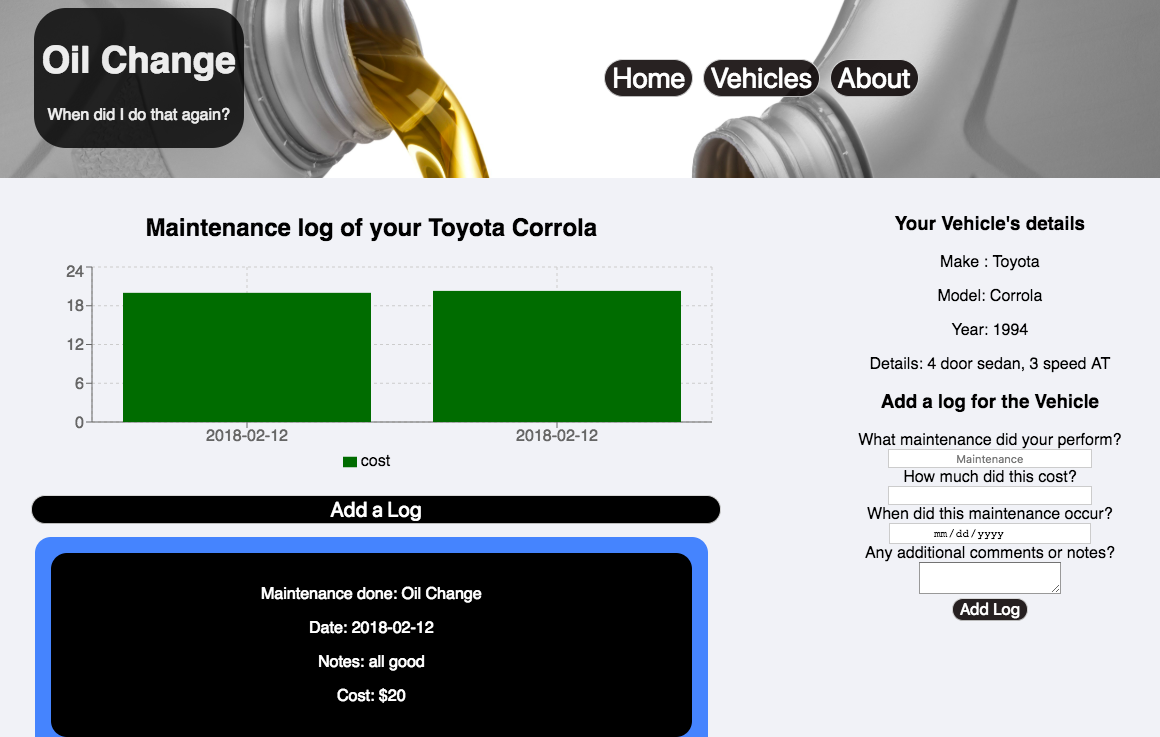 Oil Change
When did I do that again?
Home Vehicles About
Maintenance log of your Toyota Corrola
24
18
12
6
0
2018-02-12 2018-02-12
cost
Add a Log
Maintenance done: Oil Change
Date: 2018-02-12
Notes: all good
Cost: $20
Your Vehicle's details
Make : Toyota
Model: Corrola
Year: 1994
Details: 4 door sedan, 3 speed AT
Add a log for the Vehicle
What maintenance did your perform?
Maintenance
How much did this cost?
When did this maintenance occur?
mm/dd/yyyy
Any additional comments or notes?
Add Log